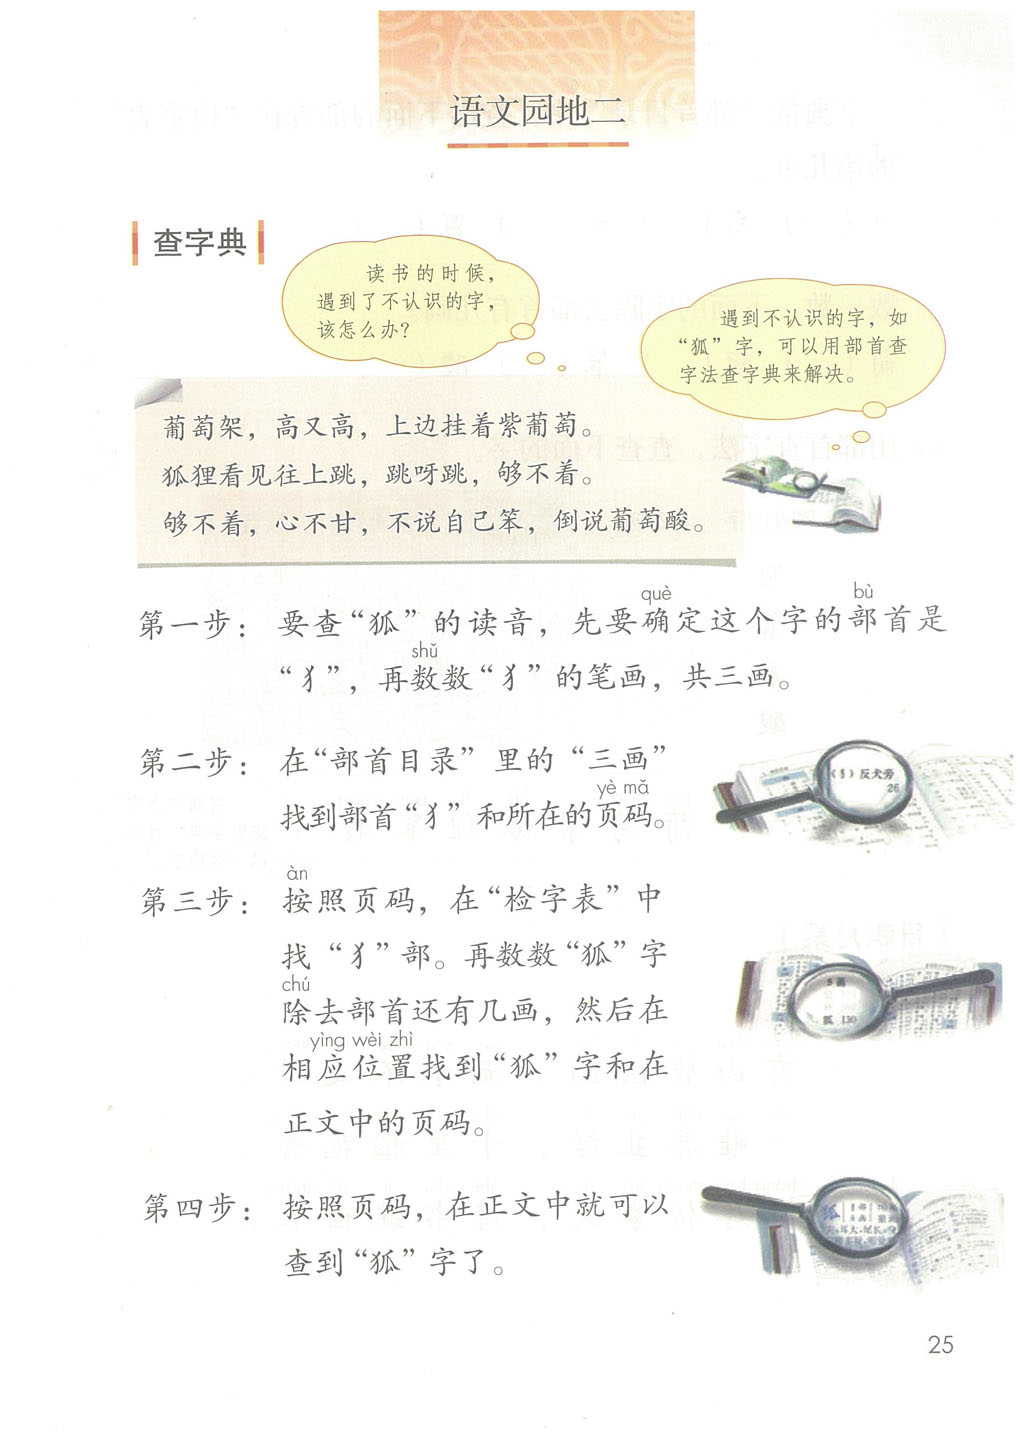 语文园地二
查字典
读书的时候，
遇到了不认识的字，
该怎么办？
遇到不认识的字，如
“狐”字，可以用部首查
字法查字典来解决。
葡萄架，高又高，上边挂着紫葡萄。
狐狸看见往上跳，跳呀跳，够不着。
够不着，心不甘，不说自己笨，倒说葡萄酸。
què bù
第一步：要查“狐”的读音，先要确定这个字的部首是
shǔ
“犭”，再数数“犭”的笔画，共三画。
第二步：在“部首目录”里的“三画”
yè mǎ
找到部首“犭”和所在的页码。
（犭）反犬旁
26
àn
第三步：按照页码，在“检字表”中
找“犭”部。再数数“狐”字
chú
除去部首还有几画，然后在
yìng wèi zhì
相应位置找到“狐”字和在
正文中的页码。
5画
狐 130
第四步：按照页码，在正文中就可以
查到“狐”字了。
狐
25